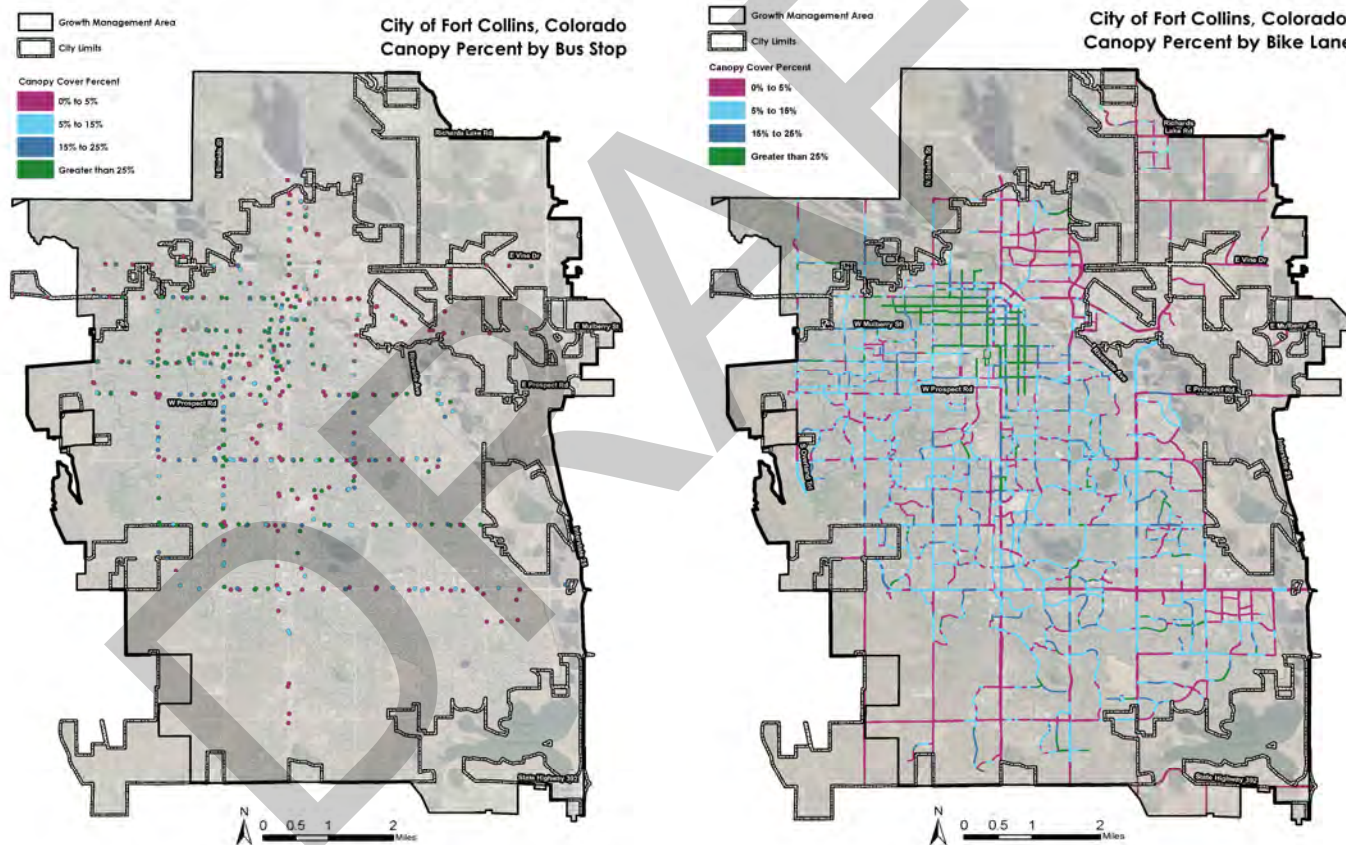 Growth Management Area
City Limits
City of Fort Collins, Colorado
Canopy Percent by Bus Stop
Canopy Cover Percent
0% to 5%
5% to 15%
15% to 25%
Greater than 25%
Richards Lake Rd
E Vine Dr
E Mulberry St
E Prospect Rd
W Prospect Rd
State Highway 392
N
0 0.5 1 2
Miles
Growth Management Area
City Limits
City of Fort Collins, Colorado
Canopy Percent by Bike Lane
Canopy Cover Percent
0% to 5%
5% to 15%
15% to 25%
Greater than 25%
Richards
Lake Rd
E Vine Dr
W Mulberry St
E Mulberry St
W Prospect Rd
E Prospect Rd
S Overland Trl
State Highway 392
N
0 0.5 1 2
Miles
DRAFT